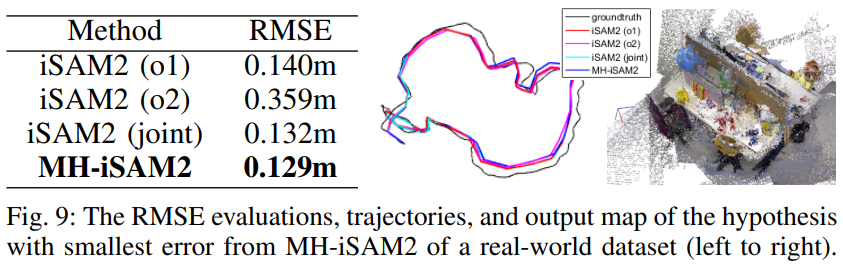 Method RMSE
iSAM2 (o1) 0.140m
iSAM2 (o2) 0.359m
iSAM2 (joint) 0.132m
MH-iSAM2 0.129m
groundtruth
iSAM2 (o1)
iSAM2 (o2)
iSAM2 (joint)
MH-iSAM2
Fig. 9: The RMSE evaluations, trajectories, and output map of the hypothesis
with smallest error from MH-iSAM2 of a real-world dataset (left to right).